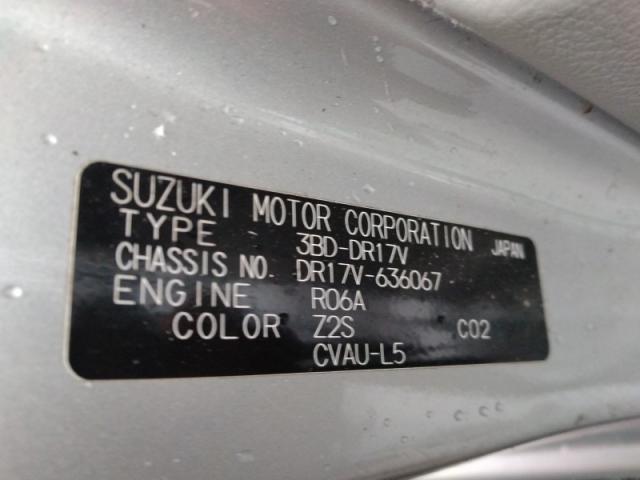 SUZUKI MOTOR CORPORATION JAPAN
TYPE 3BD-DR17V
CHASSIS NO. DR17V-636067
ENGINE R06A
COLOR Z2S C02
CVAU-L5